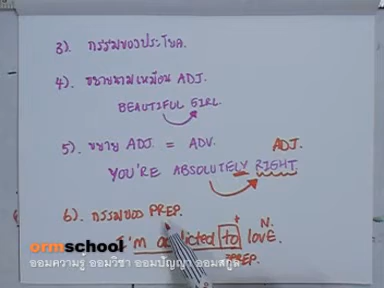 3). กรรมของประโยค.
4). ขยายนามเหมือน ADJ.
BEAUTIFUL GIRL.
5). ขยาย ADJ. = ADV. ADJ.
YOU'RE ABSOLUTELY RIGHT
6). กรรมของ PREP.
+ N.
I'm addicted to love.
PREP.
ormschool
ออมความรู้ ออมวิชา ออมปัญญา ออมสกูล